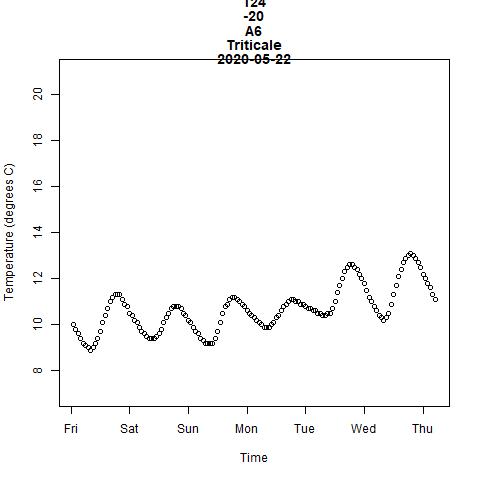 124
-20
A6
Triticale
2020-05-22
Temperature (degrees C)
20
18
16
14
12
10
8
Fri Sat Sun Mon Tue Wed Thu
Time